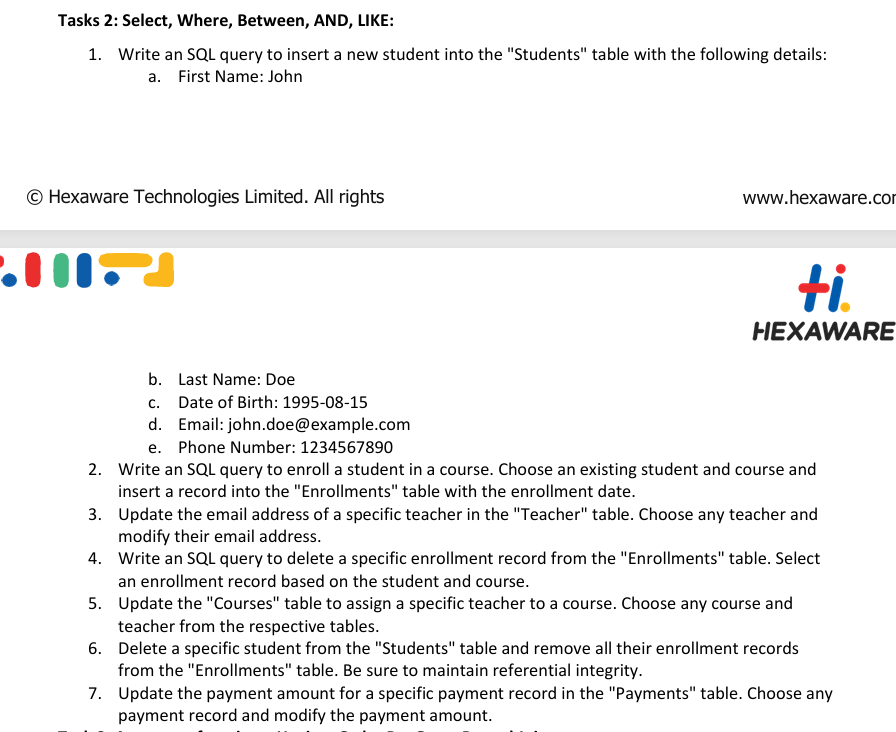 Tasks 2: Select, Where, Between, AND, LIKE:
1. Write an SQL query to insert a new student into the "Students" table with the following details:
a. First Name: John
© Hexaware Technologies Limited. All rights
www.hexaware.cor
HEXAWARE
b. Last Name: Doe
c. Date of Birth: 1995-08-15
d. Email: john.doe@example.com
e. Phone Number: 1234567890
2. Write an SQL query to enroll a student in a course. Choose an existing student and course and
insert a record into the "Enrollments" table with the enrollment date.
3. Update the email address of a specific teacher in the "Teacher" table. Choose any teacher and
modify their email address.
4. Write an SQL query to delete a specific enrollment record from the "Enrollments" table. Select
an enrollment record based on the student and course.
5. Update the "Courses" table to assign a specific teacher to a course. Choose any course and
teacher from the respective tables.
6. Delete a specific student from the "Students" table and remove all their enrollment records
from the "Enrollments" table. Be sure to maintain referential integrity.
7. Update the payment amount for a specific payment record in the "Payments" table. Choose any
payment record and modify the payment amount.